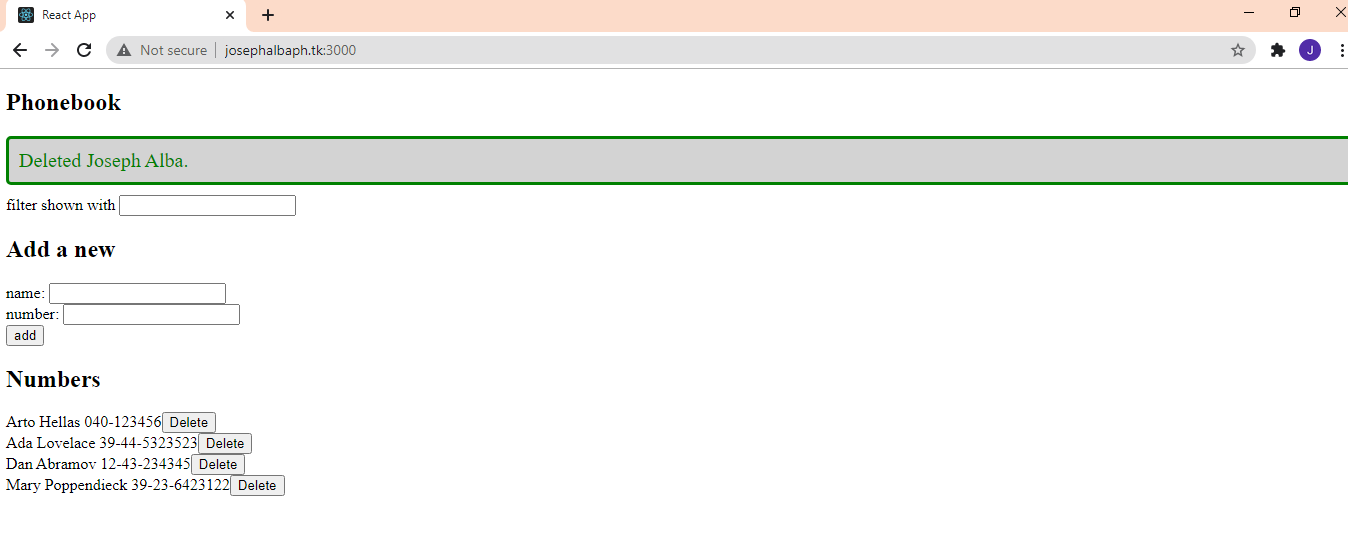 React App
Not secure josephalbaph.tk:3000
J
Phonebook
Deleted Joseph Alba.
filter shown with
Add a new
name:
number:
add
Numbers
Arto Hellas 040-123456 Delete
Ada Lovelace 39-44-5323523 Delete
Dan Abramov 12-43-234345 Delete
Mary Poppendieck 39-23-6423122 Delete